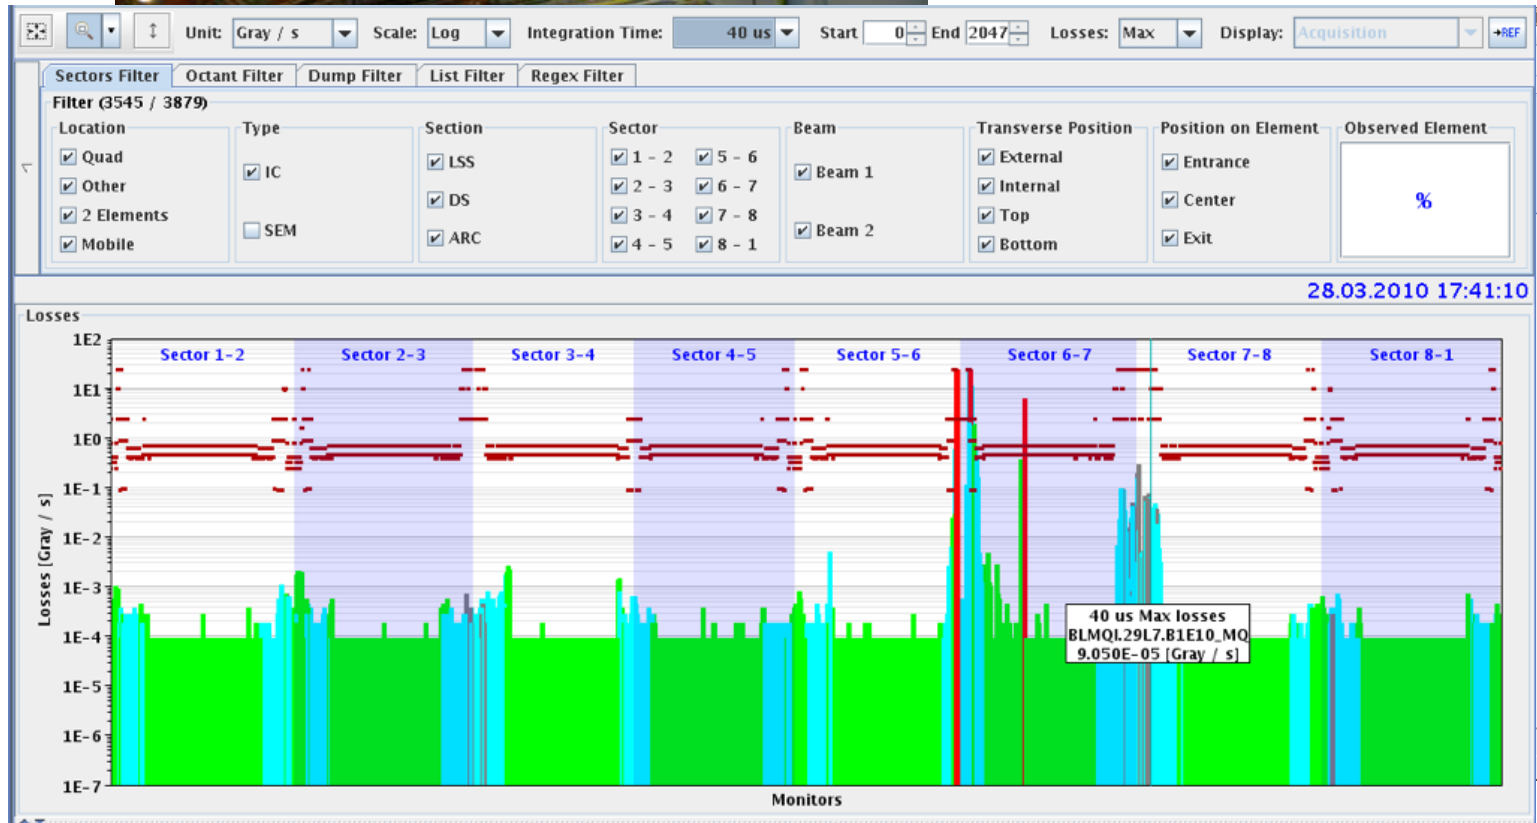 Unit: Gray / s Scale: Log Integration Time: 40 us Start 0 End 2047 Losses: Max Display: Acquisition →REF
Sectors Filter Octant Filter Dump Filter List Filter Regex Filter
Filter (3545 / 3879)
Location Type Section Sector Beam Transverse Position Position on Element Observed Element
Quad IC LSS 1 - 2 5 - 6 Beam 1 External Entrance %
Other 2 - 3 6 - 7 Internal
2 Elements SEM DS 3 - 4 7 - 8 Beam 2 Top Center
Mobile ARC 4 - 5 8 - 1 Bottom Exit
28.03.2010 17:41:10
Losses
1E2
Sector 1-2 Sector 2-3 Sector 3-4 Sector 4-5 Sector 5-6 Sector 6-7 Sector 7-8 Sector 8-1
1E1
1E0
1E-1
1E-2
1E-3
1E-4
1E-5
1E-6
1E-7
Losses [Gray / s]
40 us Max losses
BLMQI.29L7.B1E10_MQ
9.050E-05 [Gray / s]
Monitors